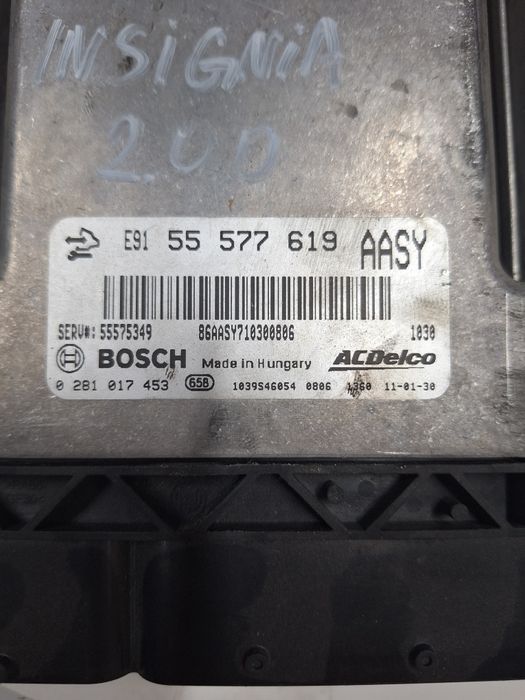 INSIGNIA
2.0D
E91 55 577 619 AASY
SERV#: 55575349 86AASY710300806 1030
BOSCH Made in Hungary ACDelco
0 281 017 453 658 1039S46054 0806 1360 11-01-30